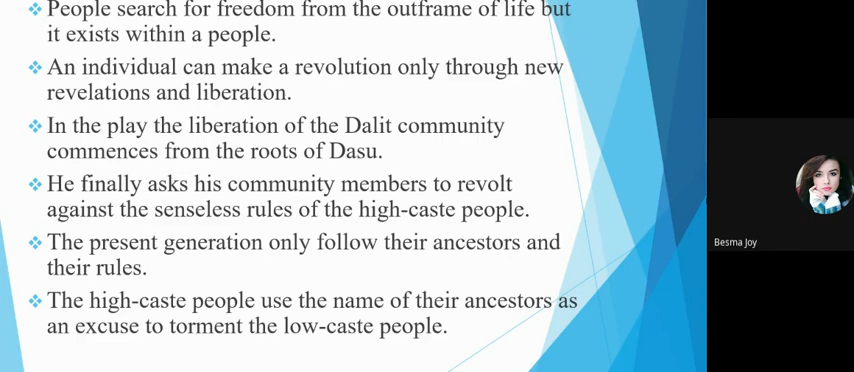 People search for freedom from the outframe of life but
it exists within a people.
An individual can make a revolution only through new
revelations and liberation.
In the play the liberation of the Dalit community
commences from the roots of Dasu.
He finally asks his community members to revolt
against the senseless rules of the high-caste people.
The present generation only follow their ancestors and
their rules.
The high-caste people use the name of their ancestors as
an excuse to torment the low-caste people.
Besma Joy